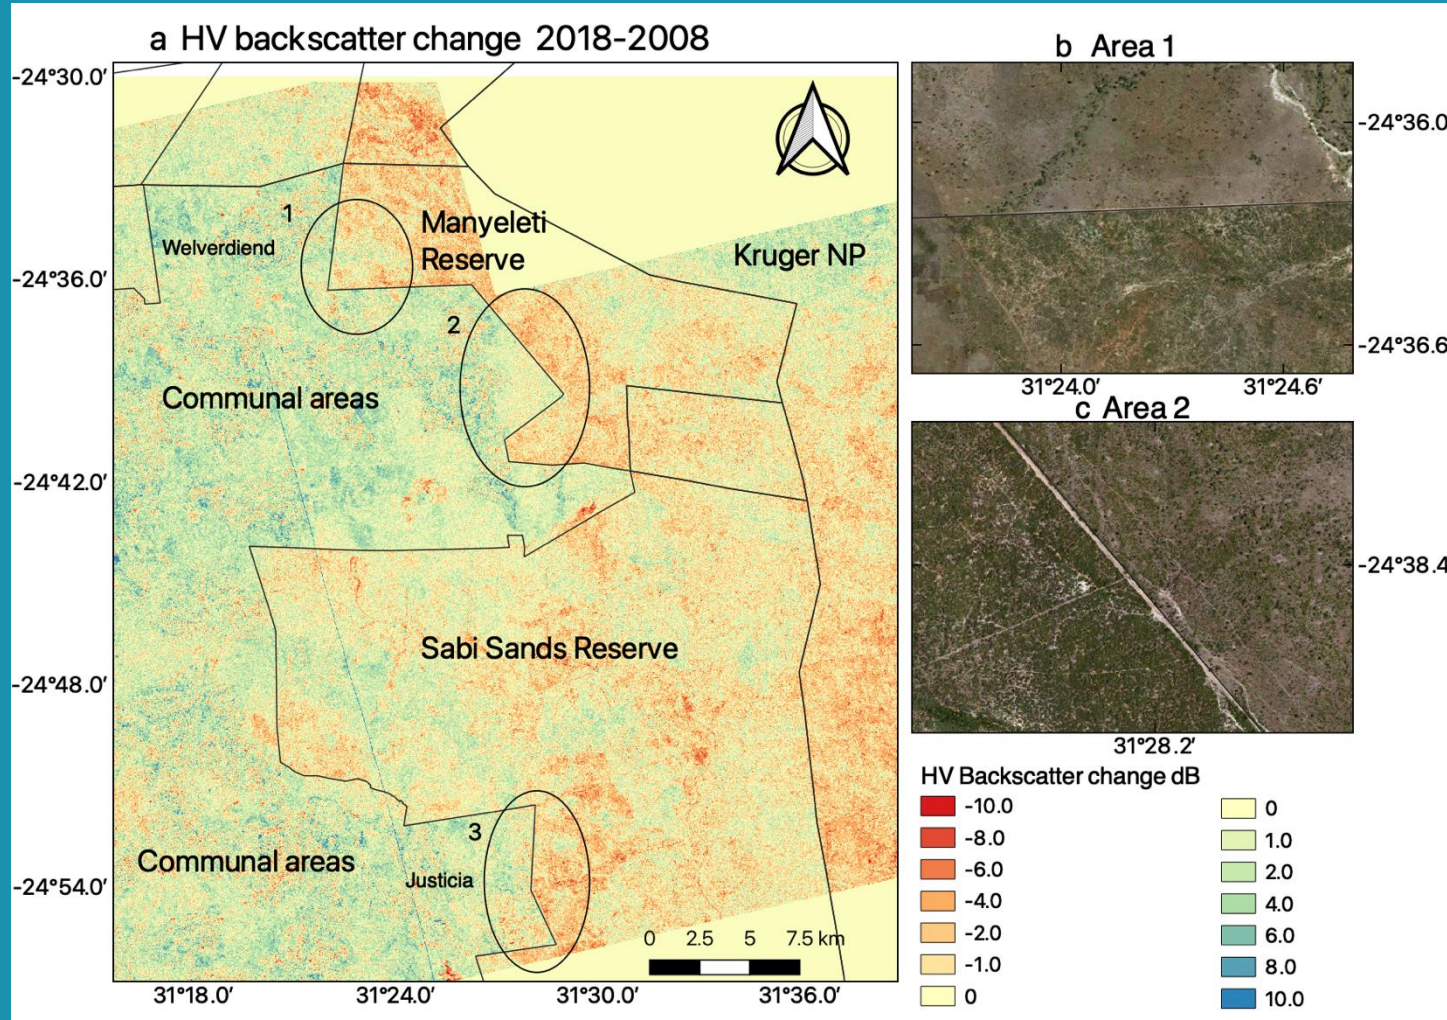 a HV backscatter change 2018-2008
-24°30.0′
-24°36.0′
-24°42.0′
-24°48.0′
-24°54.0′
1
Welverdiend
Manyeleti
Reserve
Kruger NP
2
Communal areas
Sabi Sands Reserve
Communal areas
3
Justicia
0 2.5 5 7.5 km
31°18.0′ 31°24.0′ 31°30.0′ 31°36.0′
b Area 1
-24°36.0
-24°36.6
31°24.0′ 31°24.6′
c Area 2
-24°38.4
31°28.2′
HV Backscatter change dB
-10.0
-8.0
-6.0
-4.0
-2.0
-1.0
0
0
1.0
2.0
4.0
6.0
8.0
10.0